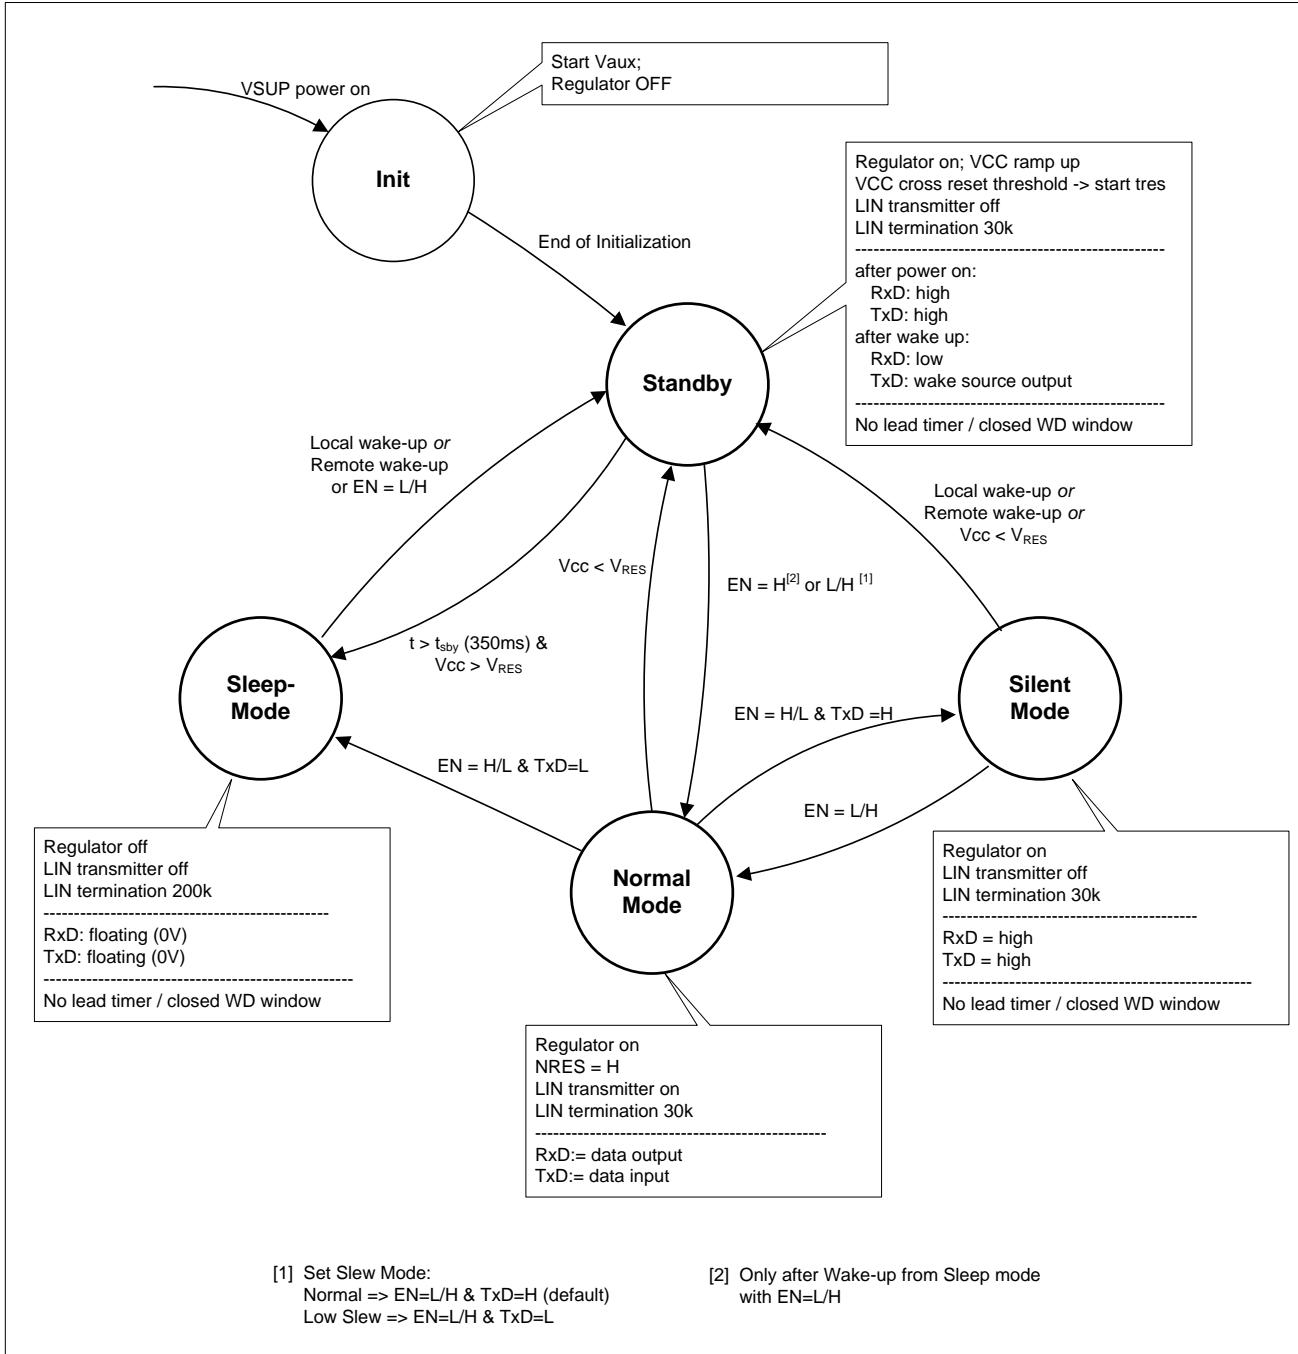 VSUP power on
Start Vaux;
Regulator OFF
Init
End of Initialization
Regulator on; VCC ramp up
VCC cross reset threshold -> start tres
LIN transmitter off
LIN termination 30k
---------------------------------------------------
after power on:
RxD: high
TxD: high
after wake up:
RxD: low
TxD: wake source output
---------------------------------------------------
No lead timer / closed WD window
Standby
Local wake-up or
Remote wake-up
or EN = L/H
Local wake-up or
Remote wake-up or
Vcc < VRES
Vcc < VRES
EN = H[2] or L/H [1]
t > tsby (350ms) &
Vcc > VRES
Sleep-
Mode
Silent
Mode
EN = H/L & TxD =H
EN = H/L & TxD=L
EN = L/H
Normal
Mode
Regulator off
LIN transmitter off
LIN termination 200k
-----------------------------------------------
RxD: floating (0V)
TxD: floating (0V)
---------------------------------------------------
No lead timer / closed WD window
Regulator on
LIN transmitter off
LIN termination 30k
------------------------------------------
RxD = high
TxD = high
---------------------------------------------------
No lead timer / closed WD window
Regulator on
NRES = H
LIN transmitter on
LIN termination 30k
------------------------------------------------
RxD:= data output
TxD:= data input
[1] Set Slew Mode:
Normal => EN=L/H & TxD=H (default)
Low Slew => EN=L/H & TxD=L
[2] Only after Wake-up from Sleep mode
with EN=L/H